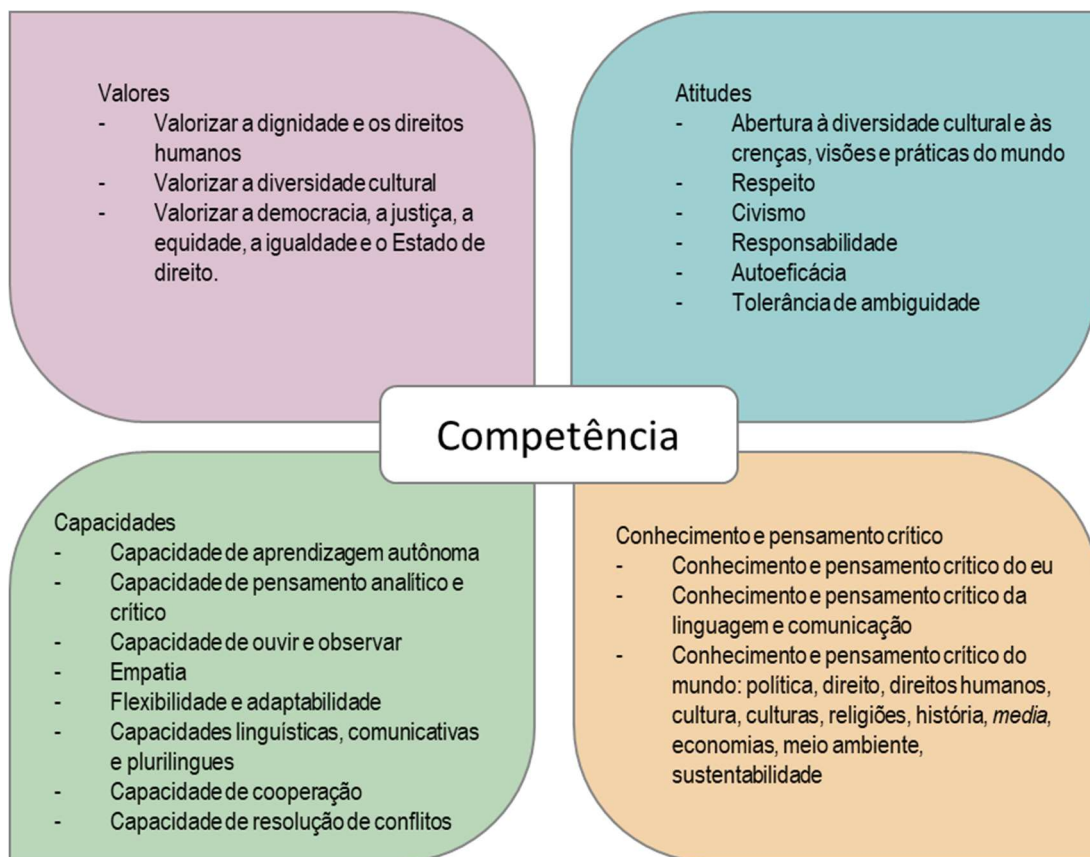 Valores
- Valorizar a dignidade e os direitos
humanos
- Valorizar a diversidade cultural
- Valorizar a democracia, a justiça, a
equidade, a igualdade e o Estado de
direito.
Atitudes
- Abertura à diversidade cultural e às
crenças, visões e práticas do mundo
- Respeito
- Civismo
- Responsabilidade
- Autoeficácia
- Tolerância de ambiguidade
Competência
Capacidades
- Capacidade de aprendizagem autônoma
- Capacidade de pensamento analítico e
crítico
- Capacidade de ouvir e observar
- Empatia
- Flexibilidade e adaptabilidade
- Capacidades linguísticas, comunicativas
e plurilingues
- Capacidade de cooperação
- Capacidade de resolução de conflitos
Conhecimento e pensamento crítico
- Conhecimento e pensamento crítico do eu
- Conhecimento e pensamento crítico da
linguagem e comunicação
- Conhecimento e pensamento crítico do
mundo: política, direito, direitos humanos,
cultura, culturas, religiões, história, media,
economias, meio ambiente,
sustentabilidade